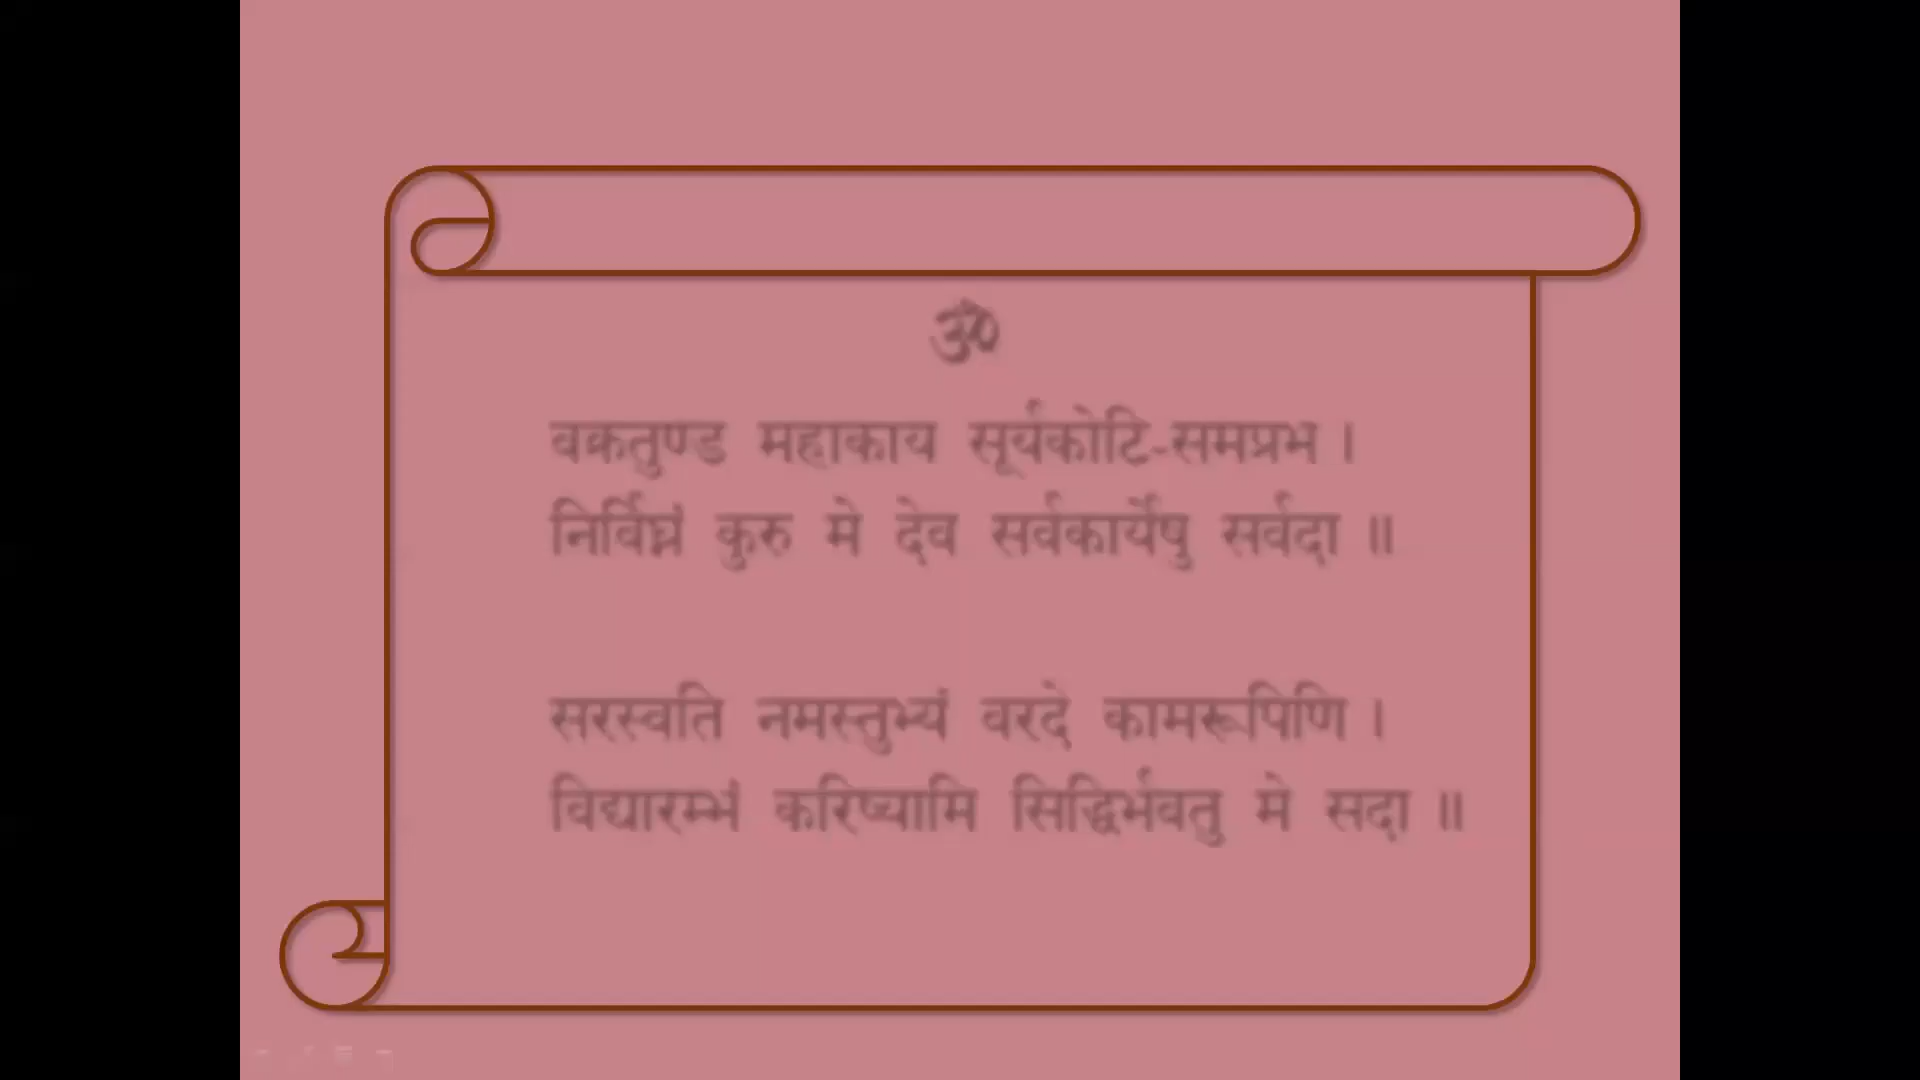 ॐ
वक्रतुण्ड महाकाय सूर्यकोटि-समप्रभ ।
निर्विघ्नं कुरु मे देव सर्वकार्येषु सर्वदा ॥
सरस्वति नमस्तुभ्यं वरदे कामरूपिणि ।
विद्यारम्भं करिष्यामि सिद्धिर्भवतु मे सदा ॥